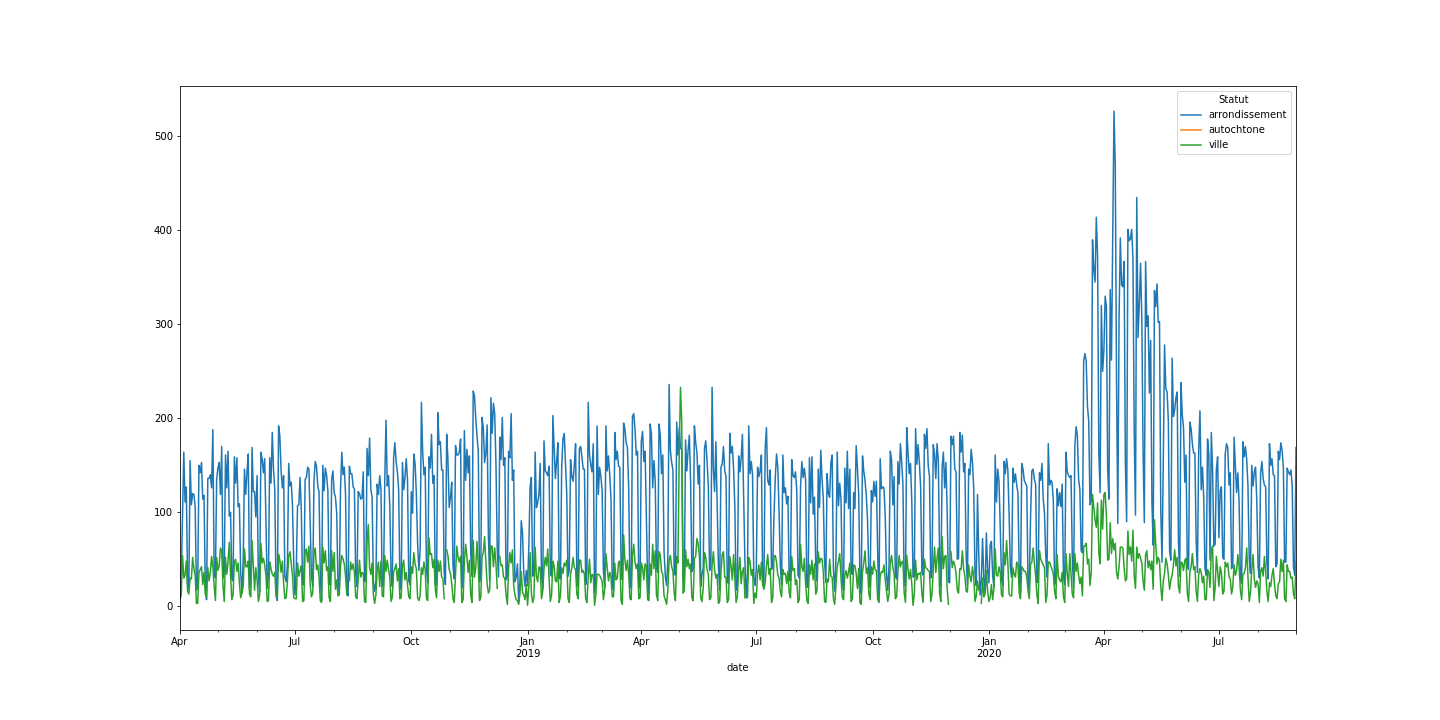 Statut
arrondissement
autochtone
ville
500
400
300
200
100
0
Apr Jul Oct Jan Apr Jul Oct Jan Apr Jul
2019 2020
date